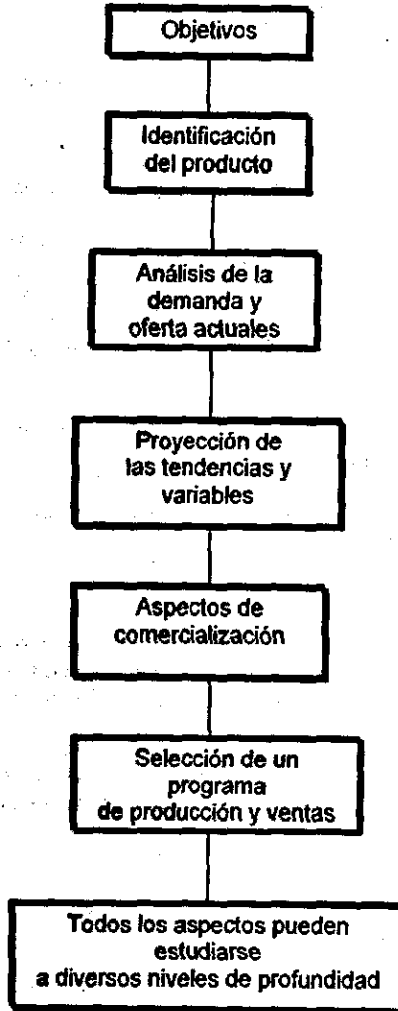 Objetivos
Identificación
del producto
Análisis de la
demanda y
oferta actuales
Proyección de
las tendencias y
variables
Aspectos de
comercialización
Selección de un
programa
de producción y ventas
Todos los aspectos pueden
estudiarse
a diversos niveles de profundidad